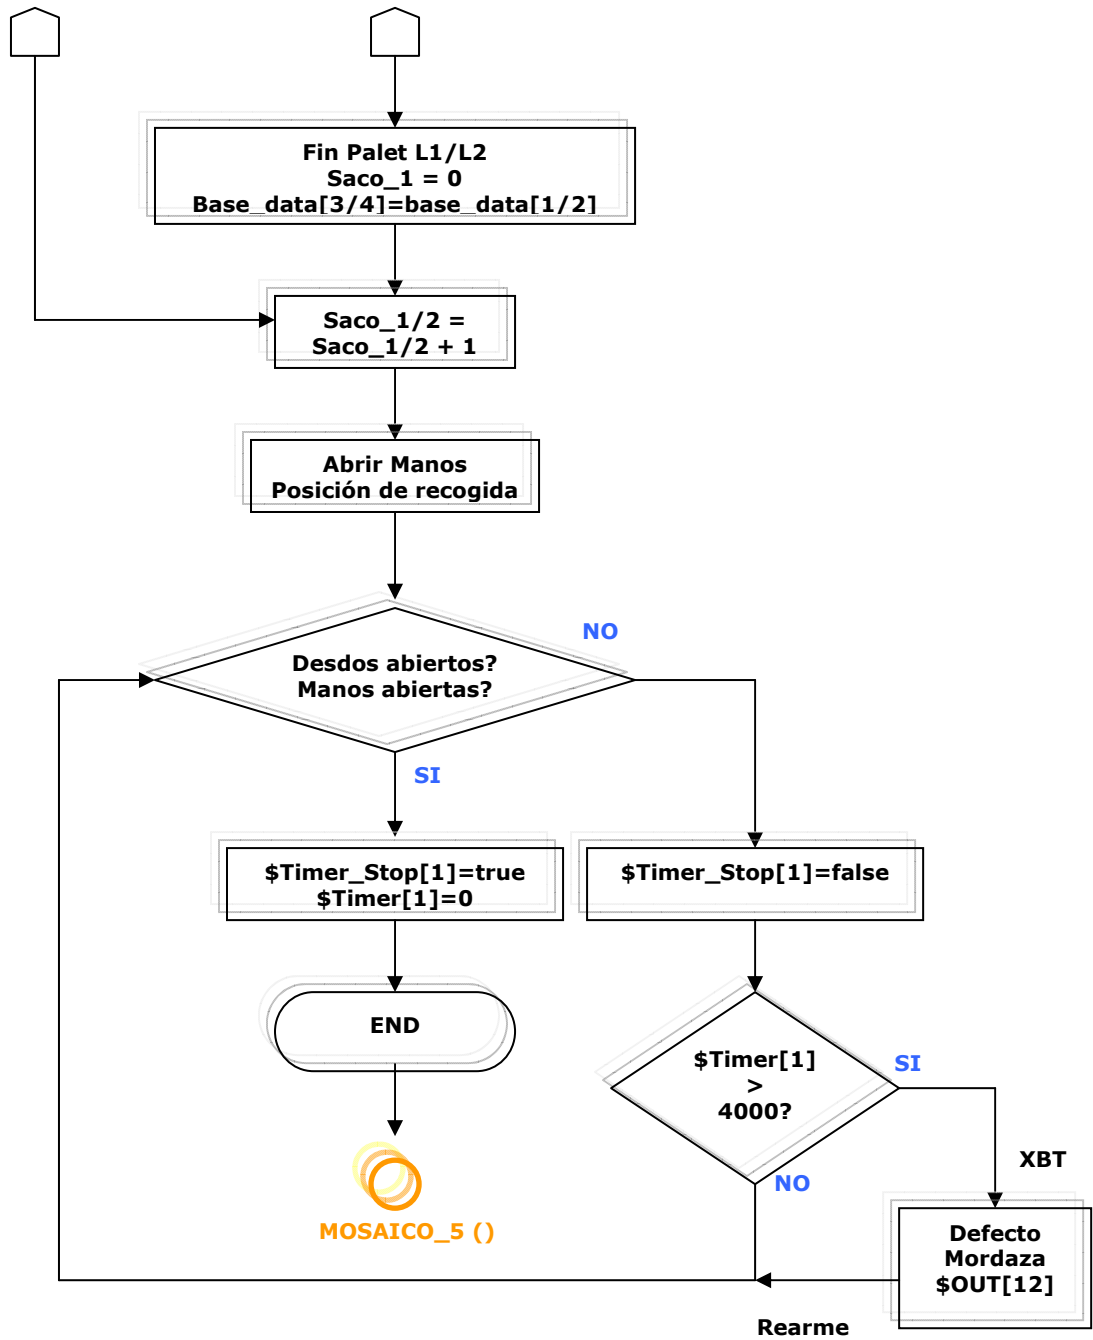 Fin Palet L1/L2
Saco_1 = 0
Base_data[3/4]=base_data[1/2]
Saco_1/2 =
Saco_1/2 + 1
Abrir Manos
Posición de recogida
NO
Desdos abiertos?
Manos abiertas?
SI
$Timer_Stop[1]=true
$Timer[1]=0
$Timer_Stop[1]=false
END
$Timer[1]
>
4000?
SI
XBT
NO
MOSAICO_5 ()
Defecto
Mordaza
$OUT[12]
Rearme